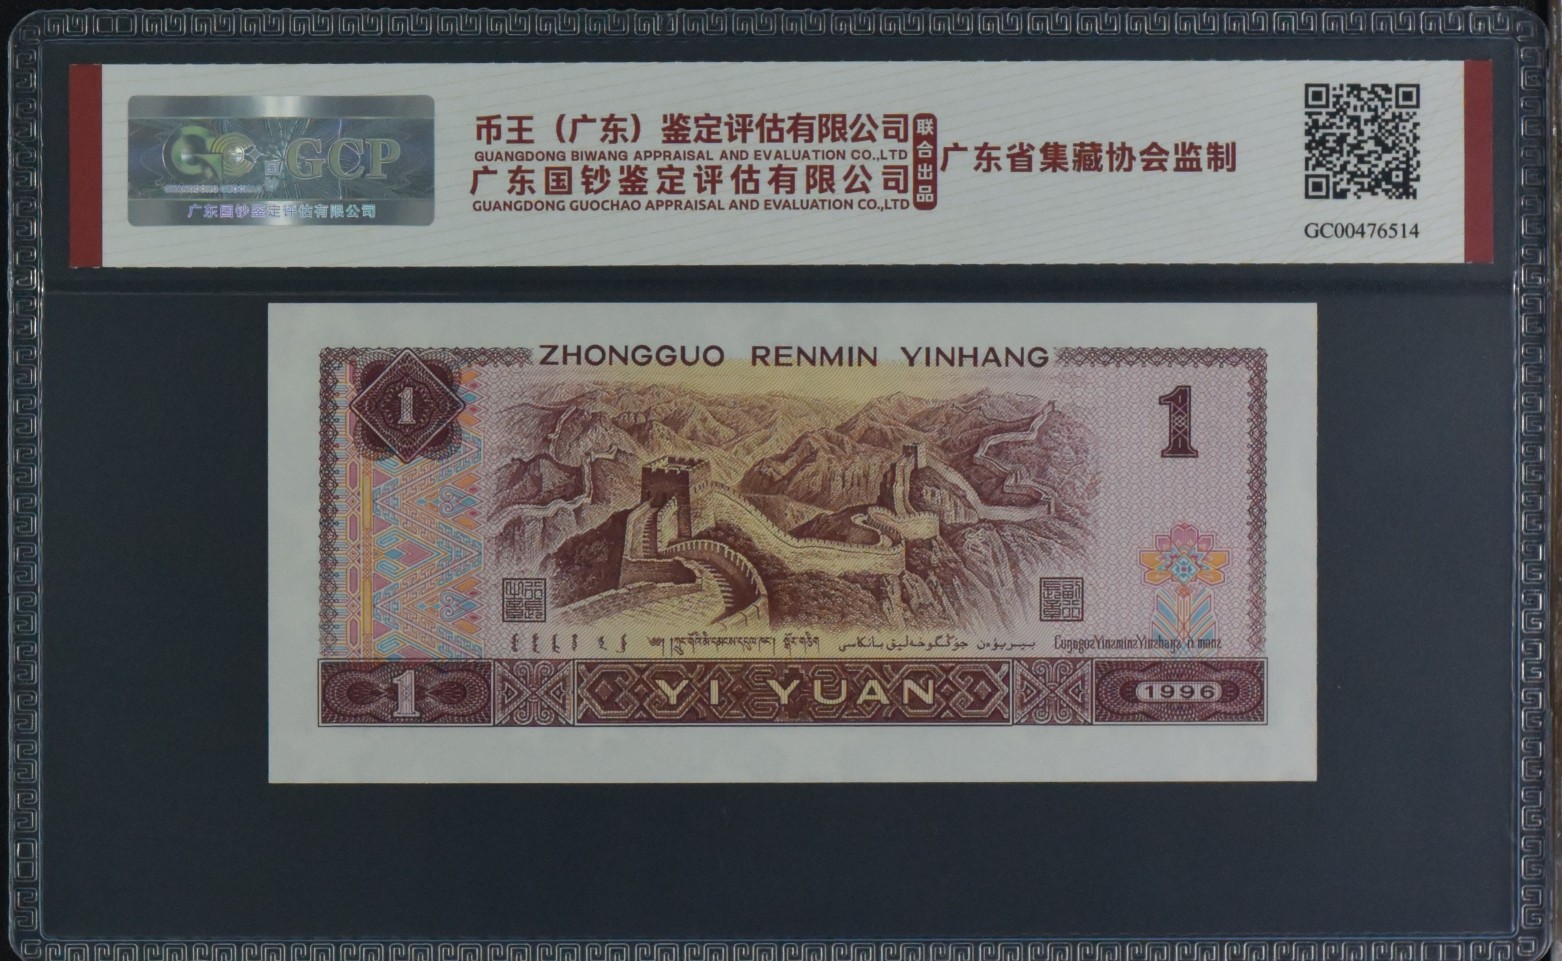 GCP
广东国钞鉴定评估有限公司
币王（广东）鉴定评估有限公司
GUANGDONG BIWANG APPRAISAL AND EVALUATION CO.,LTD
广东国钞鉴定评估有限公司
GUANGDONG GUOCHAO APPRAISAL AND EVALUATION CO.,LTD
联合出品
广东省集藏协会监制
GC00476514
ZHONGGUO RENMIN YINHANG
1
1
1
YI YUAN
1996